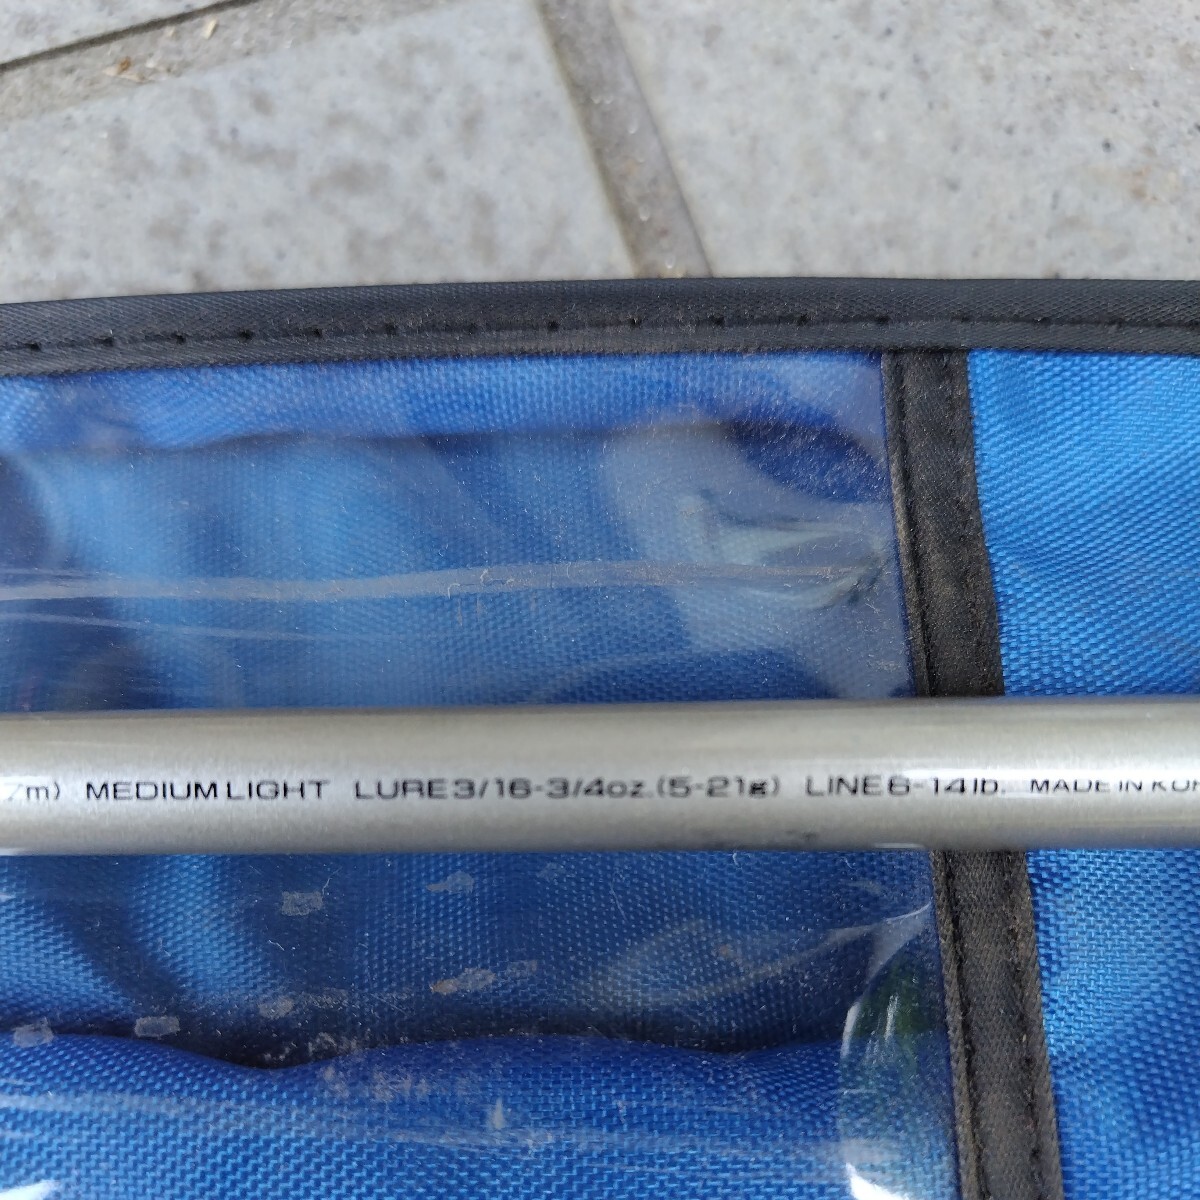 7m) MEDIUM LIGHT LURE 3/16-3/4oz.(5-21g) LINE 6-14lb. MADE IN KOR